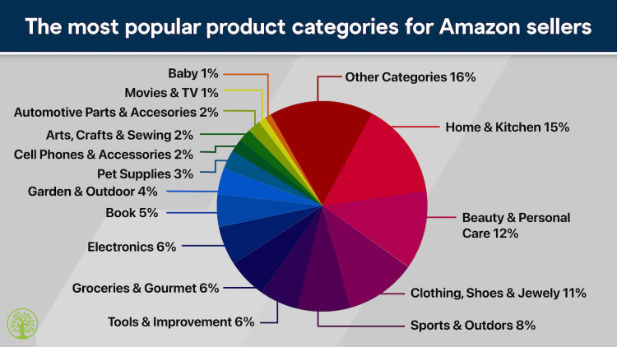 The most popular product categories for Amazon sellers
Baby 1%
Movies & TV 1%
Automotive Parts & Accesories 2%
Arts, Crafts & Sewing 2%
Cell Phones & Accessories 2%
Pet Supplies 3%
Garden & Outdoor 4%
Book 5%
Electronics 6%
Groceries & Gourmet 6%
Tools & Improvement 6%
Other Categories 16%
Home & Kitchen 15%
Beauty & Personal
Care 12%
Clothing, Shoes & Jewely 11%
Sports & Outdors 8%